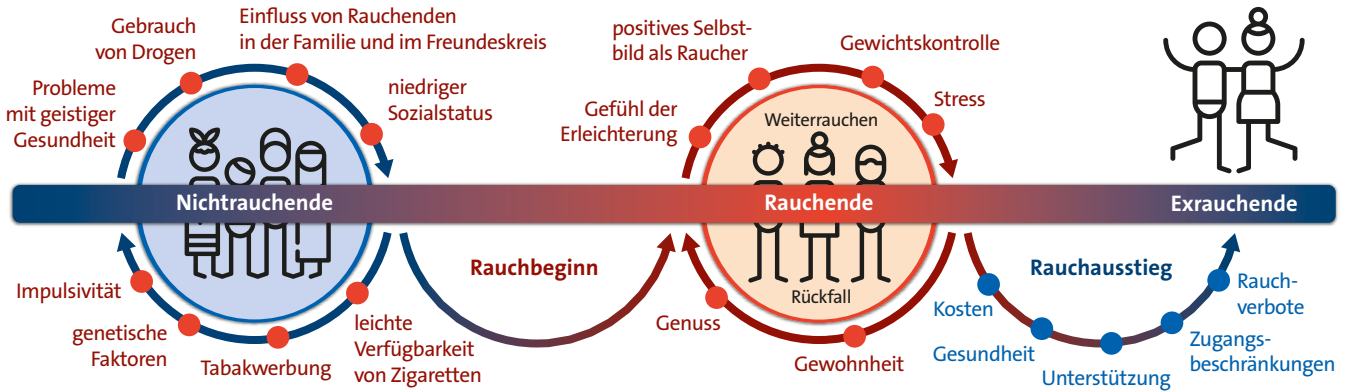 Gebrauch
von Drogen
Einfluss von Rauchenden
in der Familie und im Freundeskreis
Probleme
mit geistiger
Gesundheit
niedriger
Sozialstatus
positives Selbst-
bild als Raucher
Gewichtskontrolle
Gefühl der
Erleichterung
Stress
Weiterrauchen
Nichtrauchende
Rauchende
Exrauchende
Rauchbeginn
Rückfall
Rauchausstieg
Impulsivität
genetische
Faktoren
Tabakwerbung
leichte
Verfügbarkeit
von Zigaretten
Genuss
Gewohnheit
Kosten
Gesundheit
Unterstützung
Zugangs-
beschränkungen
Rauch-
verbote